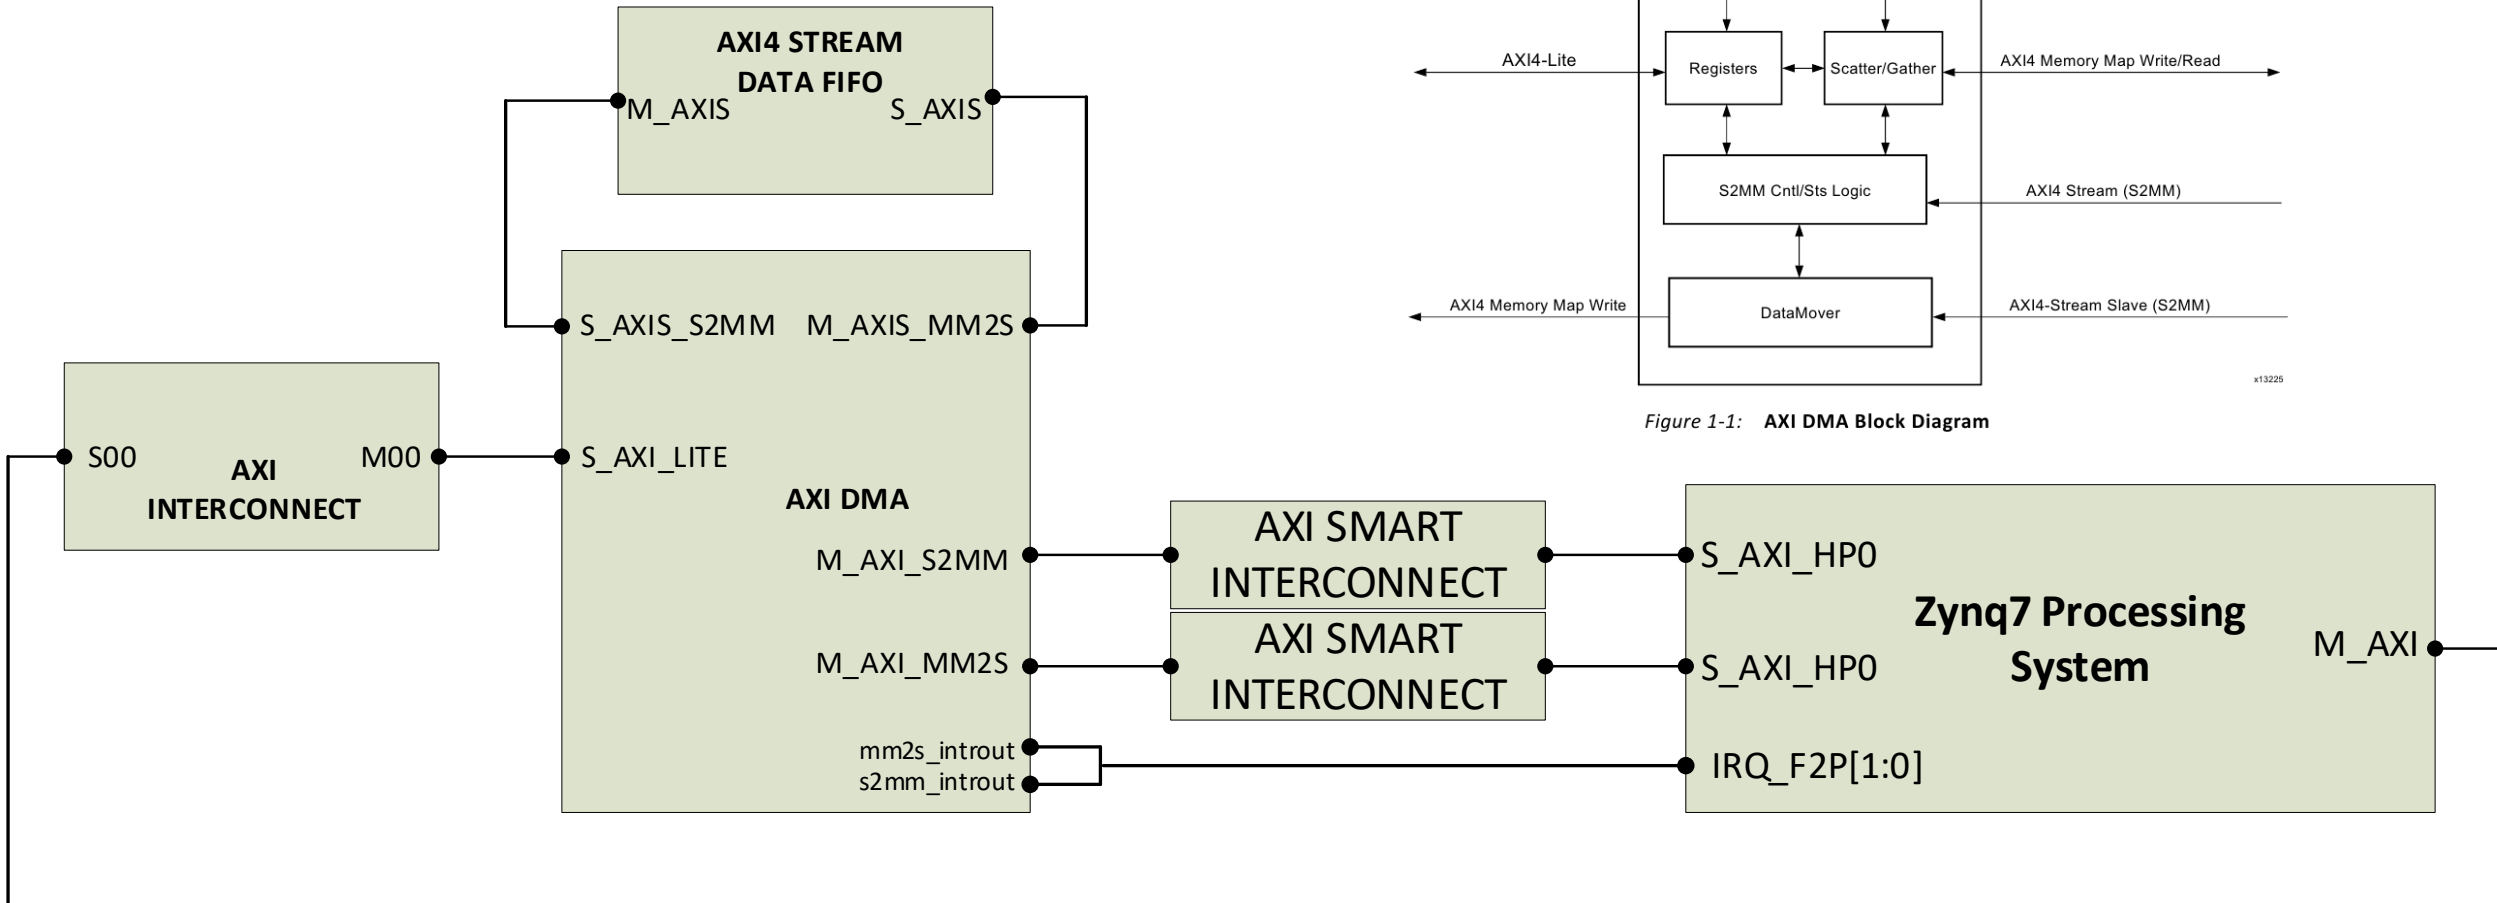 AXI4 STREAM
DATA FIFO
M_AXIS
S_AXIS
S_AXIS_S2MM
M_AXIS_MM2S
S00
M00
AXI
INTERCONNECT
S_AXI_LITE
AXI DMA
M_AXI_S2MM
M_AXI_MM2S
mm2s_introut
s2mm_introut
AXI4-Lite
Registers
Scatter/Gather
AXI4 Memory Map Write/Read
S2MM Cntl/Sts Logic
AXI4 Stream (S2MM)
AXI4 Memory Map Write
DataMover
AXI4-Stream Slave (S2MM)
x13225
Figure 1-1: AXI DMA Block Diagram
AXI SMART
INTERCONNECT
AXI SMART
INTERCONNECT
S_AXI_HP0
Zynq7 Processing
System
M_AXI
S_AXI_HP0
IRQ_F2P[1:0]